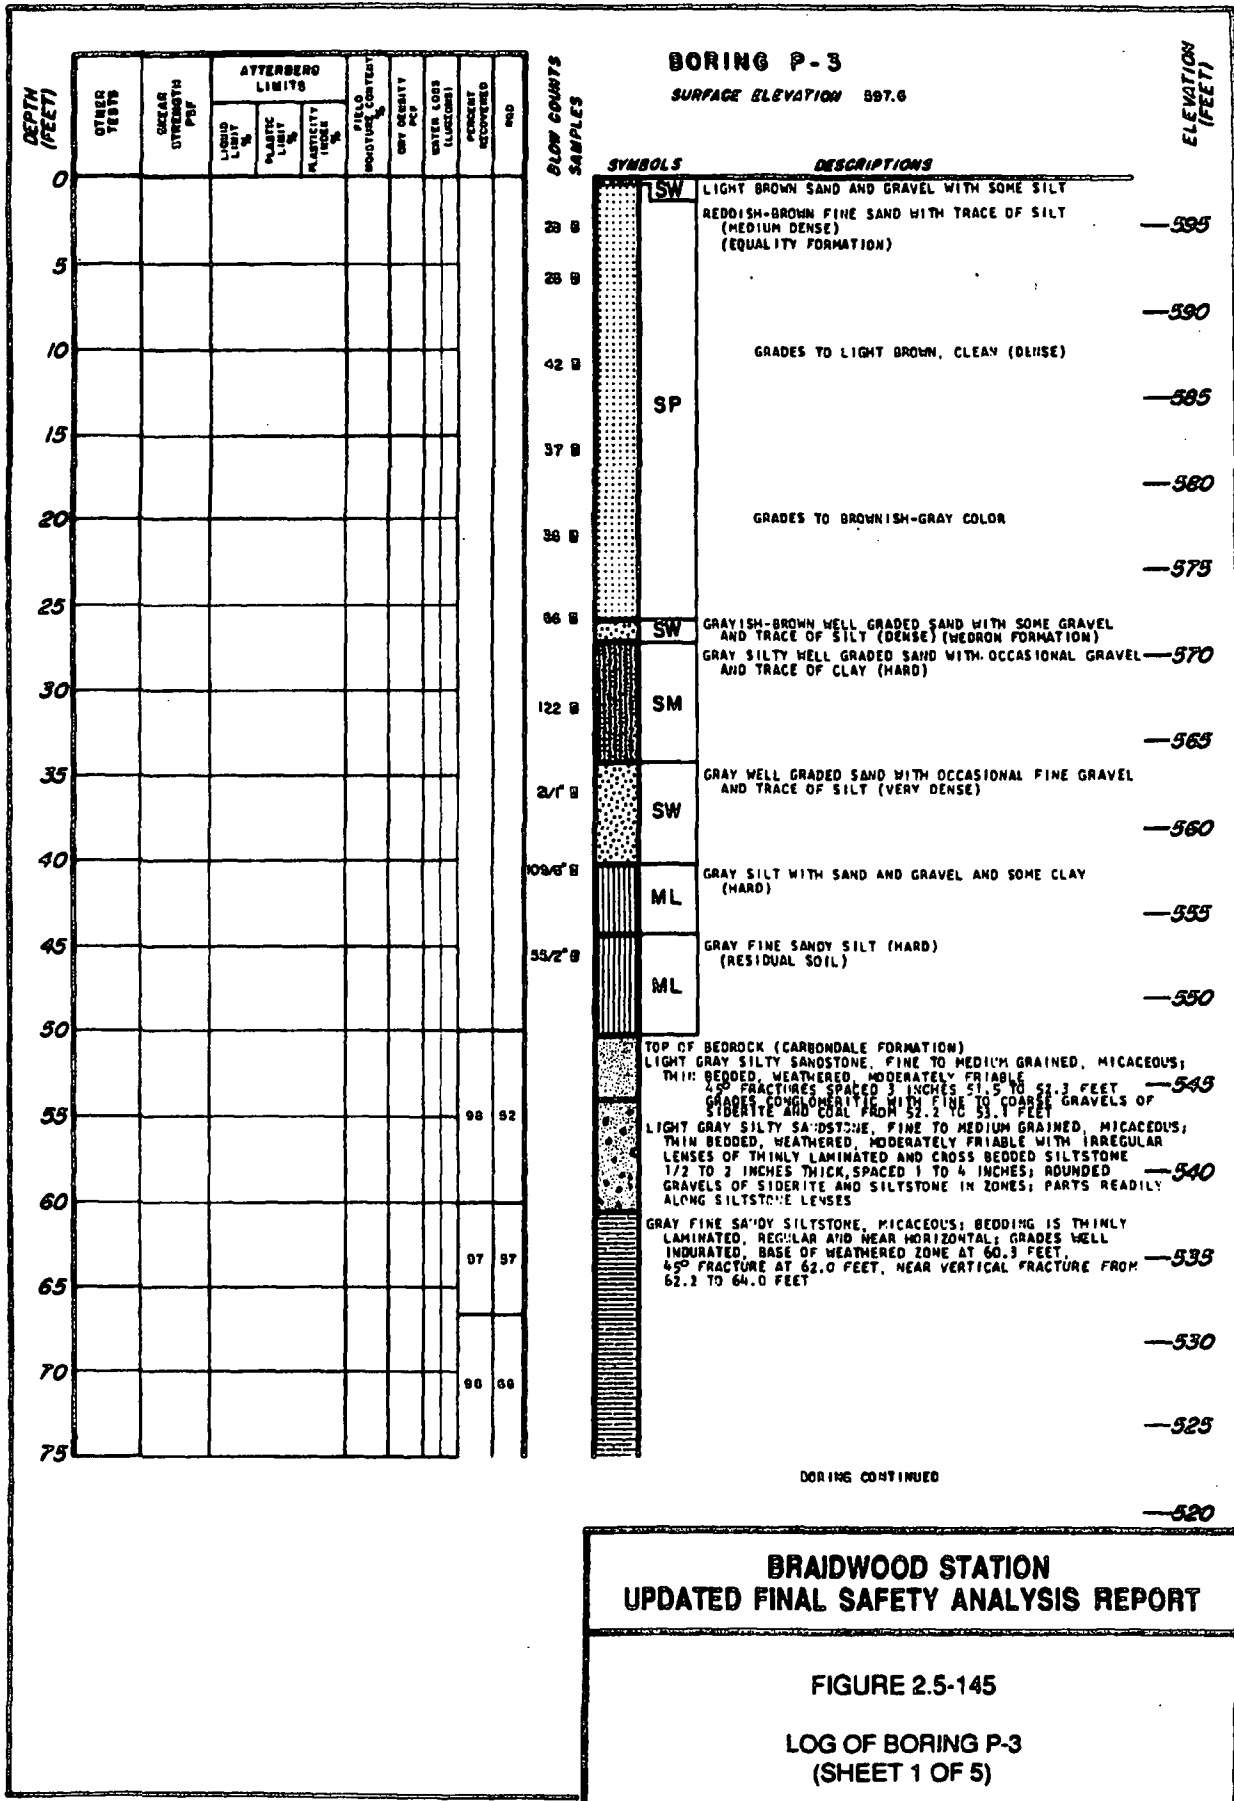 BORING P-3
SURFACE ELEVATION 597.6
DEPTH (FEET)
OTHER TESTS
SHEAR STRENGTH PSF
ATTERBERG LIMITS
LIQUID LIMIT %
PLASTIC LIMIT %
PLASTICITY INDEX %
FIELD MOISTURE CONTENT %
DRY DENSITY PCF
WATER LOSS (LUGEONS)
PERCENT RECOVERED
RQD
BLOW COUNTS
SAMPLES
SYMBOLS
DESCRIPTIONS
ELEVATION (FEET)
0
SW
LIGHT BROWN SAND AND GRAVEL WITH SOME SILT
REDDISH-BROWN FINE SAND WITH TRACE OF SILT
(MEDIUM DENSE)
(EQUALITY FORMATION)
28
595
5
28
590
10
42
GRADES TO LIGHT BROWN, CLEAN (DENSE)
SP
585
15
37
580
20
GRADES TO BROWNISH-GRAY COLOR
575
25
SW
GRAYISH-BROWN WELL GRADED SAND WITH SOME GRAVEL
AND TRACE OF SILT (DENSE) (WEDRON FORMATION)
GRAY SILTY WELL GRADED SAND WITH OCCASIONAL GRAVEL
AND TRACE OF CLAY (HARD)
570
30
122
SM
565
35
GRAY WELL GRADED SAND WITH OCCASIONAL FINE GRAVEL
AND TRACE OF SILT (VERY DENSE)
SW
560
40
GRAY SILT WITH SAND AND GRAVEL AND SOME CLAY
(HARD)
ML
555
45
GRAY FINE SANDY SILT (HARD)
(RESIDUAL SOIL)
ML
550
50
TOP OF BEDROCK (CARBONDALE FORMATION)
LIGHT GRAY SILTY SANDSTONE, FINE TO MEDIUM GRAINED, MICACEOUS;
THIN BEDDED, WEATHERED, MODERATELY FRIABLE
45° FRACTURES SPACED 3 INCHES 51.5 TO 52.3 FEET
GRADES CONGLOMERITIC WITH FINE TO COARSE GRAVELS OF
SIDERITE AND COAL FROM 52.2 TO 53.1 FEET
545
55
98 52
LIGHT GRAY SILTY SANDSTONE, FINE TO MEDIUM GRAINED, MICACEOUS;
THIN BEDDED, WEATHERED, MODERATELY FRIABLE WITH IRREGULAR
LENSES OF THINLY LAMINATED AND CROSS BEDDED SILTSTONE
1/2 TO 2 INCHES THICK, SPACED 1 TO 4 INCHES; ROUNDED
GRAVELS OF SIDERITE AND SILTSTONE IN ZONES; PARTS READILY
ALONG SILTSTONE LENSES
540
60
GRAY FINE SANDY SILTSTONE, MICACEOUS; BEDDING IS THINLY
LAMINATED, REGULAR AND NEAR HORIZONTAL; GRADES WELL
INDURATED, BASE OF WEATHERED ZONE AT 60.3 FEET,
45° FRACTURE AT 62.0 FEET, NEAR VERTICAL FRACTURE FROM
62.2 TO 64.0 FEET
97 57
535
65
530
70
525
75
BORING CONTINUED
520
BRAIDWOOD STATION
UPDATED FINAL SAFETY ANALYSIS REPORT
FIGURE 2.5-145
LOG OF BORING P-3
(SHEET 1 OF 5)